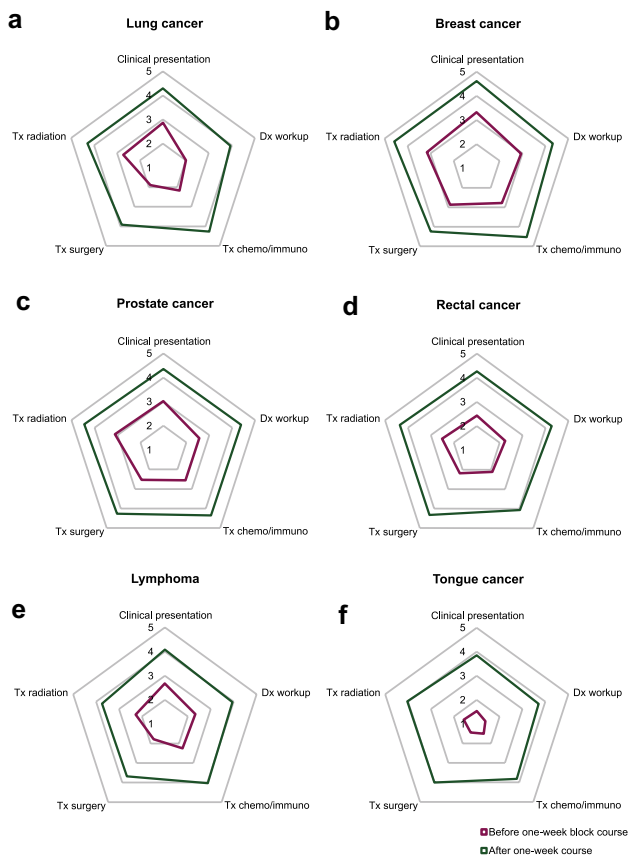 a
Lung cancer
Clinical presentation
5
4
3
2
1
Tx radiation
Dx workup
Tx surgery
Tx chemo/immuno
b
Breast cancer
Clinical presentation
5
4
3
2
1
Tx radiation
Dx workup
Tx surgery
Tx chemo/immuno
c
Prostate cancer
Clinical presentation
5
4
3
2
1
Tx radiation
Dx workup
Tx surgery
Tx chemo/immuno
d
Rectal cancer
Clinical presentation
5
4
3
2
1
Tx radiation
Dx workup
Tx surgery
Tx chemo/immuno
e
Lymphoma
Clinical presentation
5
4
3
2
1
Tx radiation
Dx workup
Tx surgery
Tx chemo/immuno
f
Tongue cancer
Clinical presentation
5
4
3
2
1
Tx radiation
Dx workup
Tx surgery
Tx chemo/immuno
Before one-week block course
After one-week course